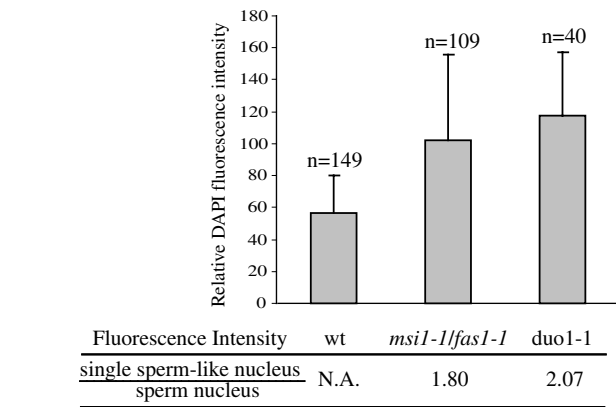 Relative DAPI fluorescence intensity
180
160
140
120
100
80
60
40
20
0
n=149
n=109
n=40
Fluorescence Intensity wt msi1-1/fas1-1 duo1-1
single sperm-like nucleus
sperm nucleus
N.A. 1.80 2.07